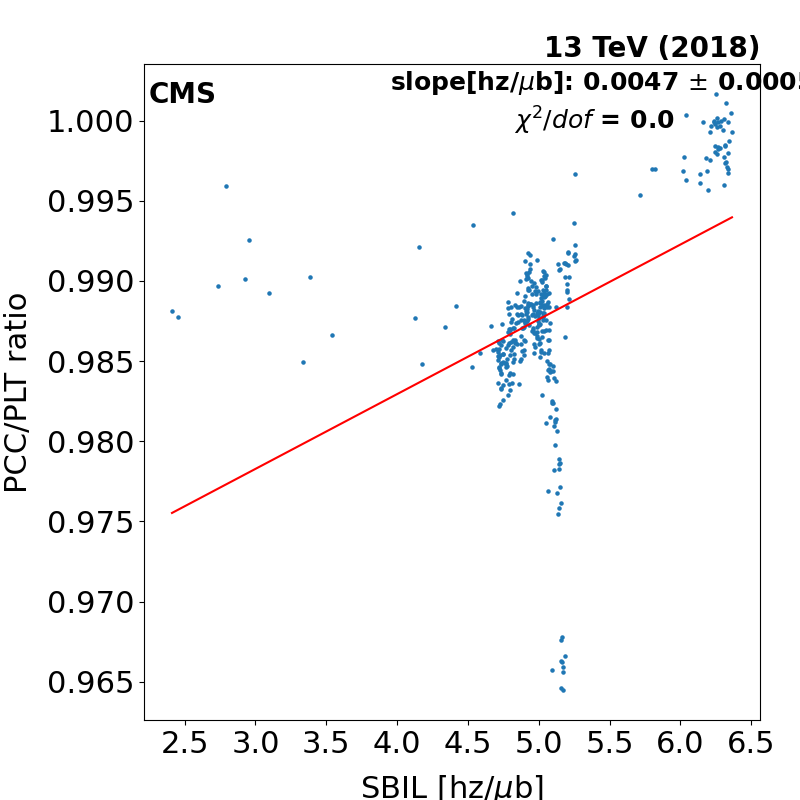 13 TeV (2018)
CMS
slope[hz/μb]: 0.0047 ± 0.0005
χ²/dof = 0.0
1.000
0.995
0.990
0.985
0.980
0.975
0.970
0.965
PCC/PLT ratio
2.5 3.0 3.5 4.0 4.5 5.0 5.5 6.0 6.5
SBIL [hz/μb]